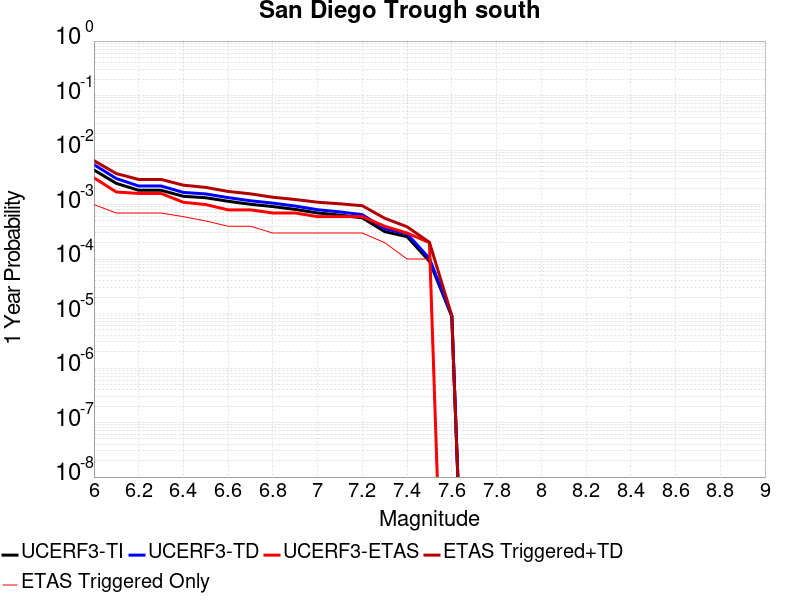 San Diego Trough south
10^0
10^-1
10^-2
10^-3
10^-4
10^-5
10^-6
10^-7
10^-8
1 Year Probability
6 6.2 6.4 6.6 6.8 7 7.2 7.4 7.6 7.8 8 8.2 8.4 8.6 8.8 9
Magnitude
UCERF3-TI UCERF3-TD UCERF3-ETAS ETAS Triggered+TD
ETAS Triggered Only